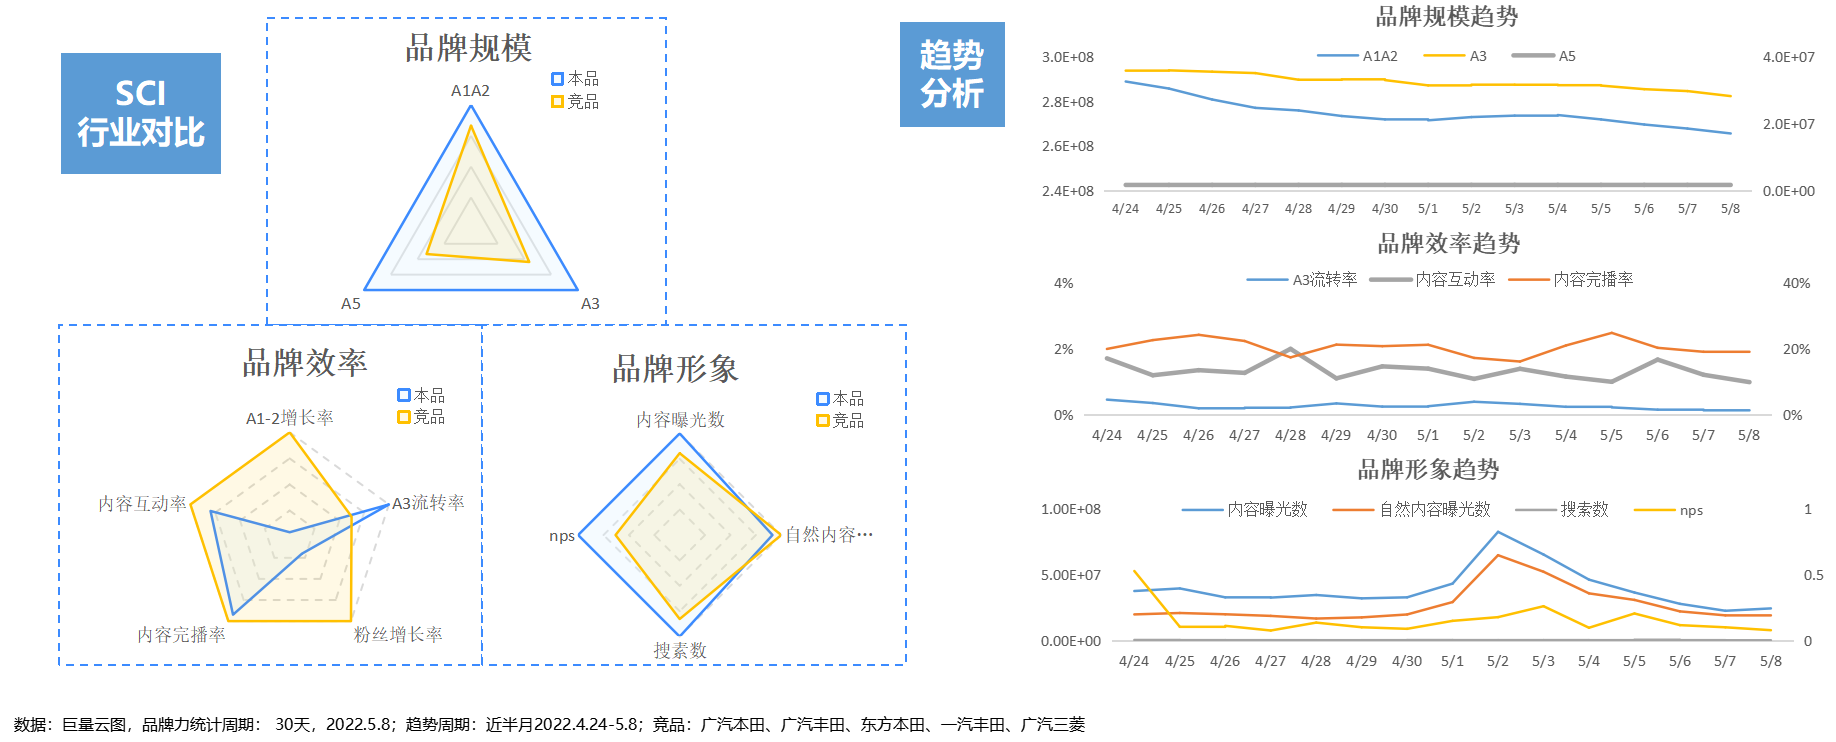 SCI
行业对比
品牌规模
本品
竞品
A1A2
A5
A3
品牌效率
本品
竞品
A1-2增长率
内容互动率
A3流转率
内容完播率
粉丝增长率
品牌形象
本品
竞品
内容曝光数
nps
自然内容…
搜素数
趋势
分析
品牌规模趋势
A1A2 A3 A5
3.0E+08 4.0E+07
2.8E+08
2.0E+07
2.6E+08
2.4E+08 0.0E+00
4/24 4/25 4/26 4/27 4/28 4/29 4/30 5/1 5/2 5/3 5/4 5/5 5/6 5/7 5/8
品牌效率趋势
A3流转率 内容互动率 内容完播率
4% 40%
2% 20%
0% 0%
4/24 4/25 4/26 4/27 4/28 4/29 4/30 5/1 5/2 5/3 5/4 5/5 5/6 5/7 5/8
品牌形象趋势
内容曝光数 自然内容曝光数 搜索数 nps
1.00E+08 1
5.00E+07 0.5
0.00E+00 0
4/24 4/25 4/26 4/27 4/28 4/29 4/30 5/1 5/2 5/3 5/4 5/5 5/6 5/7 5/8
数据：巨量云图，品牌力统计周期： 30天，2022.5.8；趋势周期：近半月2022.4.24-5.8；竞品：广汽本田、广汽丰田、东方本田、一汽丰田、广汽三菱